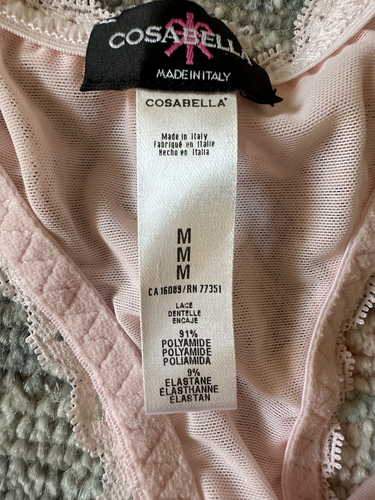 COSABELLA
MADE IN ITALY
COSABELLA®
Made in Italy
Fabriqué en Italie
Hecho en Italia
M
M
M
CA 16089/RN 77351
LACE
DENTELLE
ENCAJE
91%
POLYAMIDE
POLYAMIDE
POLIAMIDA
9%
ELASTANE
ÉLASTHANNE
ELASTAN